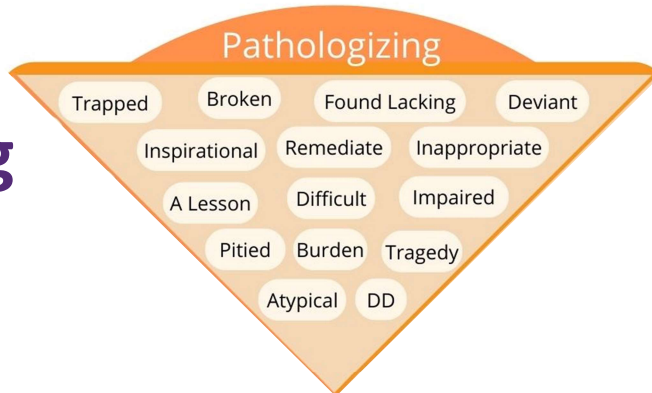 Pathologizing
Trapped Broken Found Lacking Deviant
Inspirational Remediate Inappropriate
A Lesson Difficult Impaired
Pitied Burden Tragedy
Atypical DD
g